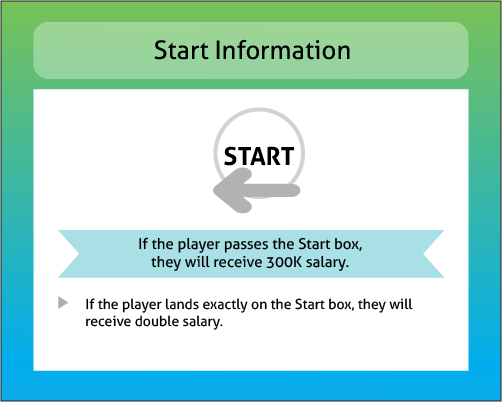 Start Information
START
If the player passes the Start box,
they will receive 300K salary.
If the player lands exactly on the Start box, they will
receive double salary.